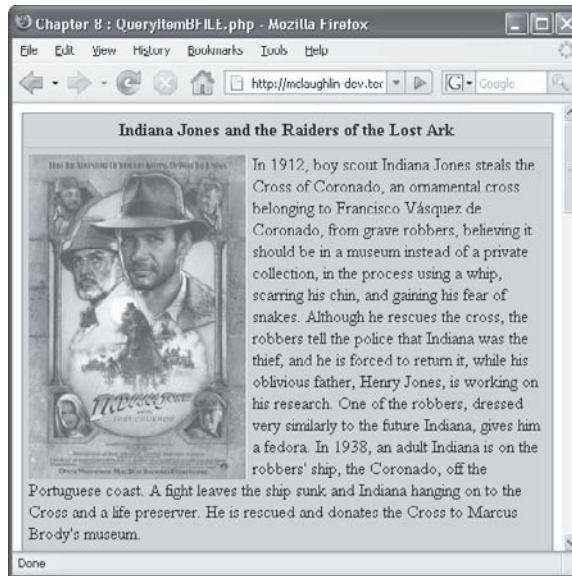 Chapter 8 : QueryItemBFILE.php - Mozilla Firefox
File Edit View History Bookmarks Tools Help
http://mclaughlin-dev.tec
G Google
Indiana Jones and the Raiders of the Lost Ark
In 1912, boy scout Indiana Jones steals the
Cross of Coronado, an ornamental cross
belonging to Francisco Vásquez de
Coronado, from grave robbers, believing it
should be in a museum instead of a private
collection, in the process using a whip,
scarring his chin, and gaining his fear of
snakes. Although he rescues the cross, the
robbers tell the police that Indiana was the
thief, and he is forced to return it, while his
oblivious father, Henry Jones, is working on
his research. One of the robbers, dressed
very similarly to the future Indiana, gives him
a fedora. In 1938, an adult Indiana is on the
robbers' ship, the Coronado, off the
Portuguese coast. A fight leaves the ship sunk and Indiana hanging on to the
Cross and a life preserver. He is rescued and donates the Cross to Marcus
Brody's museum.
INDIANA JONES
and the
LAST CRUSADE
Done